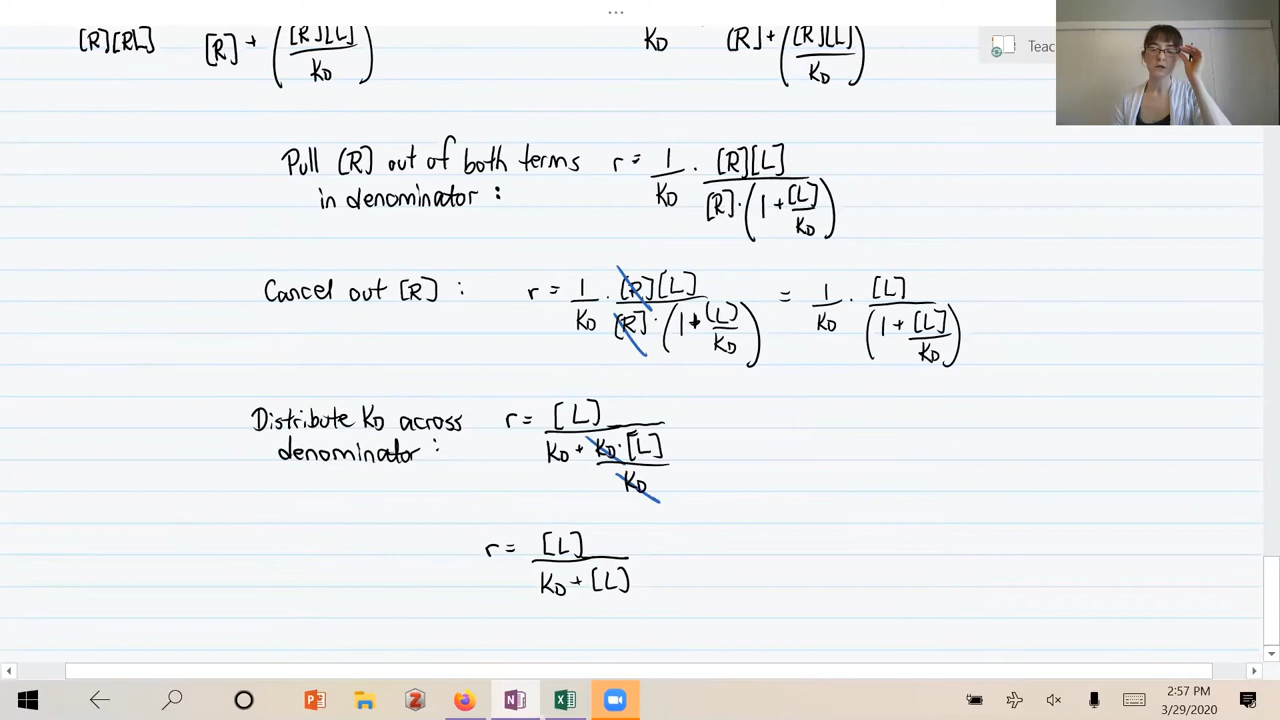 [R][RL] [R] + ([R][L]/KD) KD [R]+([R][L]/KD)
Teac
Pull [R] out of both terms r = 1/KD · [R][L]/[R]·(1+[L]/KD)
in denominator :
Cancel out [R] : r = 1/KD · [R][L]/[R]·(1+[L]/KD) = 1/KD · [L]/(1+[L]/KD)
Distribute KD across r = [L]/KD + KD·[L]/KD
denominator :
r = [L]/KD + [L]
2:57 PM
3/29/2020